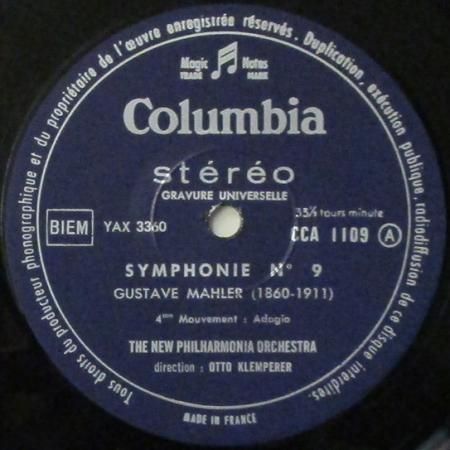 Tous droits du producteur phonographique et du propriétaire de l'œuvre enregistrée réservés. Duplication, exécution publique, radiodiffusion de ce disque interdites.
Magic Notes
TRADE MARK
Columbia
stéréo
GRAVURE UNIVERSELLE
33⅓ tours minute
BIEM YAX 3360 CCA 1109 A
SYMPHONIE Nº 9
GUSTAVE MAHLER (1860-1911)
4ème Mouvement : Adagio
THE NEW PHILHARMONIA ORCHESTRA
direction : OTTO KLEMPERER
MADE IN FRANCE